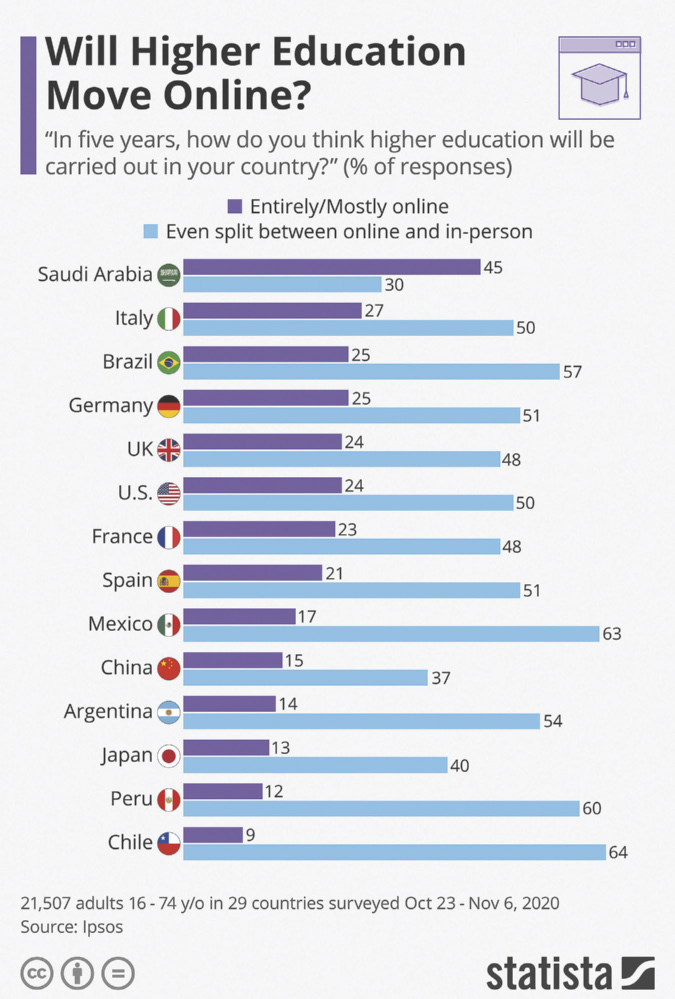 Will Higher Education
Move Online?
“In five years, how do you think higher education will be
carried out in your country?” (% of responses)
Entirely/Mostly online
Even split between online and in-person
Saudi Arabia 45
30
Italy 27
50
Brazil 25
57
Germany 25
51
UK 24
48
U.S. 24
50
France 23
48
Spain 21
51
Mexico 17
63
China 15
37
Argentina 14
54
Japan 13
40
Peru 12
60
Chile 9
64
21,507 adults 16 - 74 y/o in 29 countries surveyed Oct 23 - Nov 6, 2020
Source: Ipsos
cc
statista